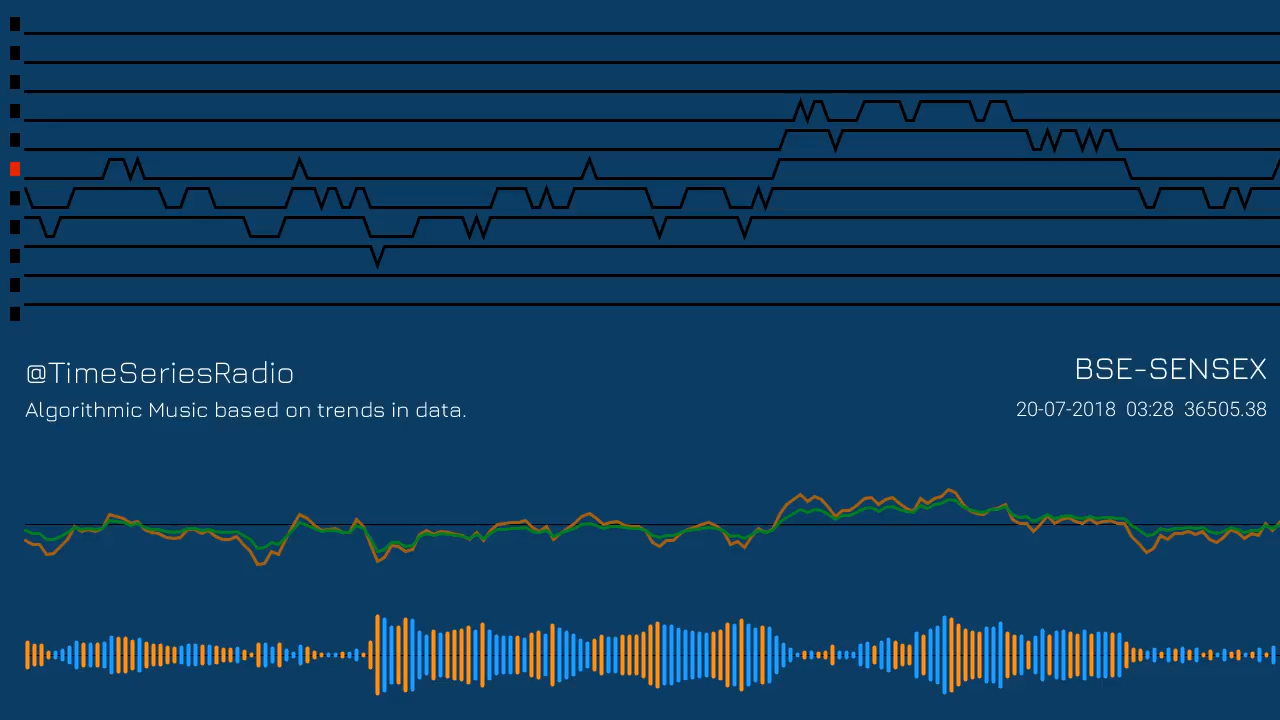 @TimeSeriesRadio
Algorithmic Music based on trends in data.
BSE-SENSEX
20-07-2018 03:28 36505.38